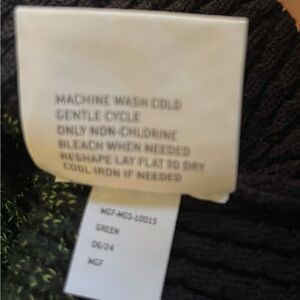 MACHINE WASH COLD
GENTLE CYCLE
ONLY NON-CHLORINE
BLEACH WHEN NEEDED
RESHAPE LAY FLAT TO DRY
COOL IRON IF NEEDED
MGF-MGS-10015
GREEN
06/24
MGF